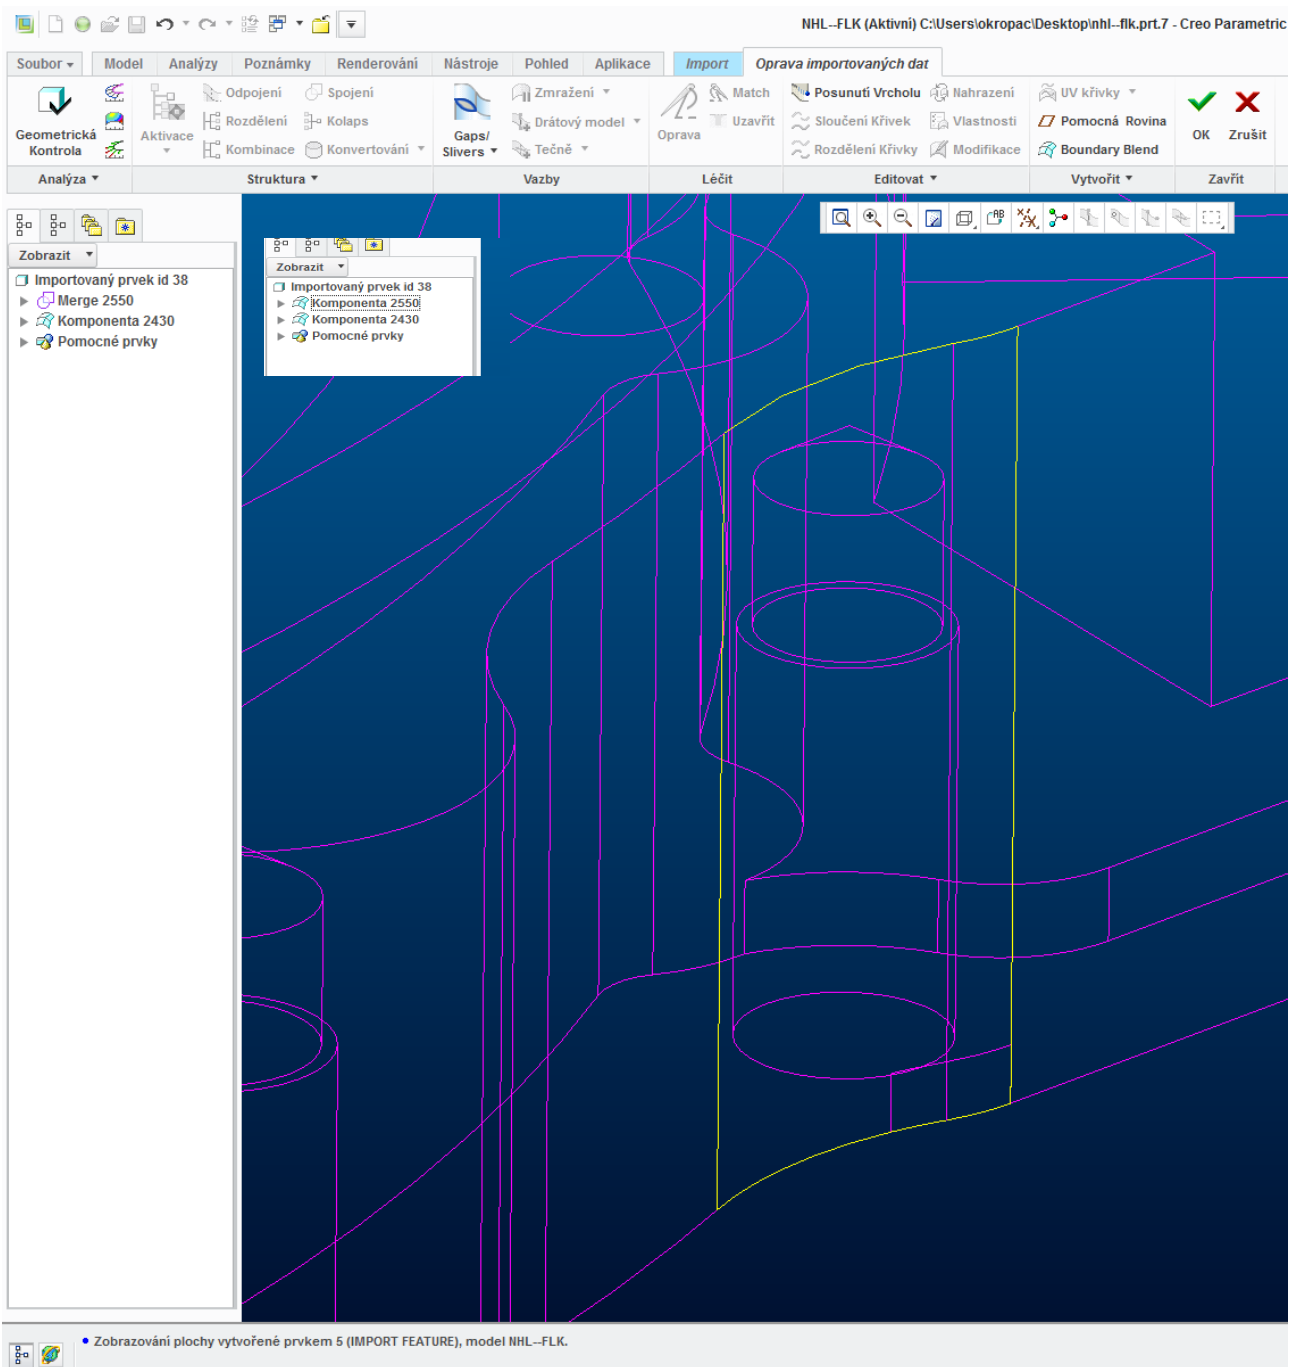 NHL--FLK (Aktivní) C:\Users\okropac\Desktop\nhl--flk.prt.7 - Creo Parametric
Soubor Model Analýzy Poznámky Renderování Nástroje Pohled Aplikace Import Oprava importovaných dat
Geometrická Kontrola
Analýza
Aktivace
Odpojení Spojení
Rozdělení Kolaps
Kombinace Konvertování
Struktura
Gaps/
Slivers
Zmražení
Drátový model
Tečně
Vazby
Oprava
Match
Uzavřít
Léčit
Posunutí Vrcholu Nahrazení
Sloučení Křivek Vlastnosti
Rozdělení Křivky Modifikace
Editovat
UV křivky
Pomocná Rovina
Boundary Blend
Vytvořit
OK Zrušit
Zavřít
Zobrazit
Importovaný prvek id 38
Merge 2550
Komponenta 2430
Pomocné prvky
Zobrazit
Importovaný prvek id 38
Komponenta 2550
Komponenta 2430
Pomocné prvky
AB
Zobrazování plochy vytvořené prvkem 5 (IMPORT FEATURE), model NHL--FLK.